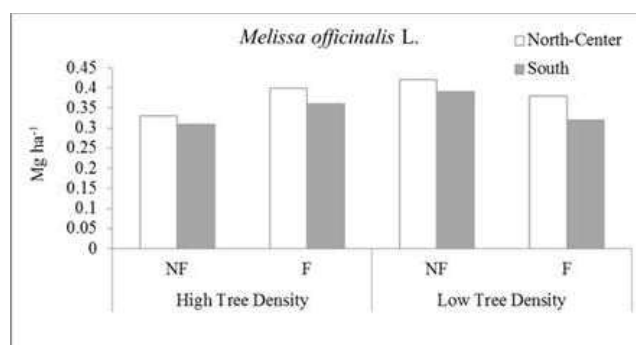 Melissa officinalis L.
North-Center
South
Mg ha⁻¹
0.45
0.4
0.35
0.3
0.25
0.2
0.15
0.1
0.05
0
NF
F
NF
F
High Tree Density
Low Tree Density